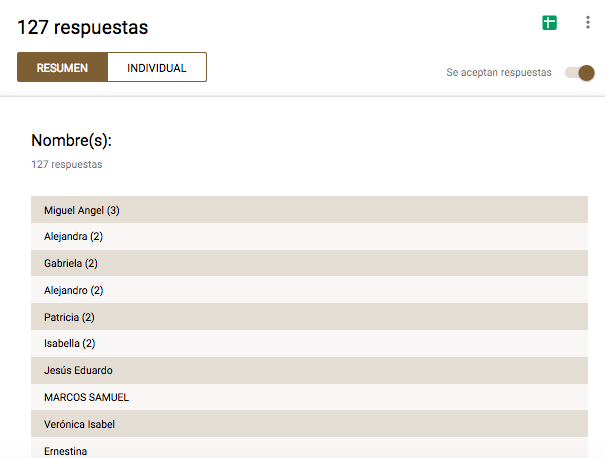 127 respuestas
RESUMEN
INDIVIDUAL
Se aceptan respuestas
Nombre(s):
127 respuestas
Miguel Angel (3)
Alejandra (2)
Gabriela (2)
Alejandro (2)
Patricia (2)
Isabella (2)
Jesús Eduardo
MARCOS SAMUEL
Verónica Isabel
Ernestina